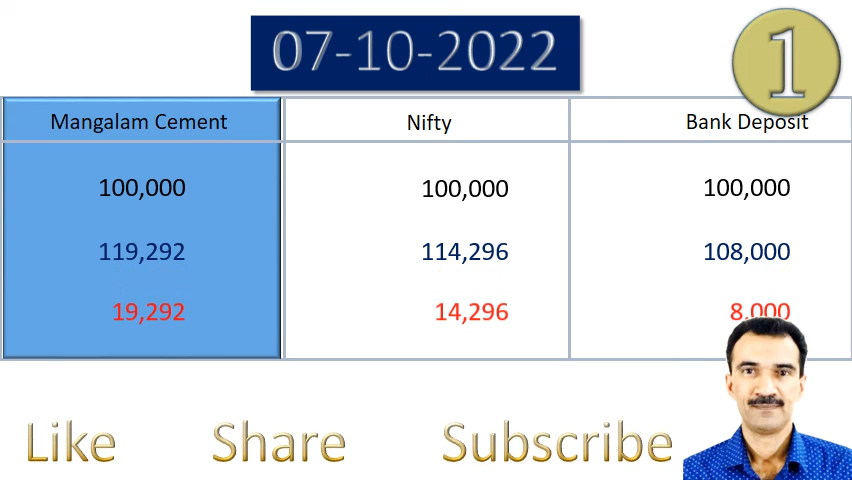 07-10-2022
1
Mangalam Cement Nifty Bank Deposit
100,000 100,000 100,000
119,292 114,296 108,000
19,292 14,296 8,000
Like Share Subscribe